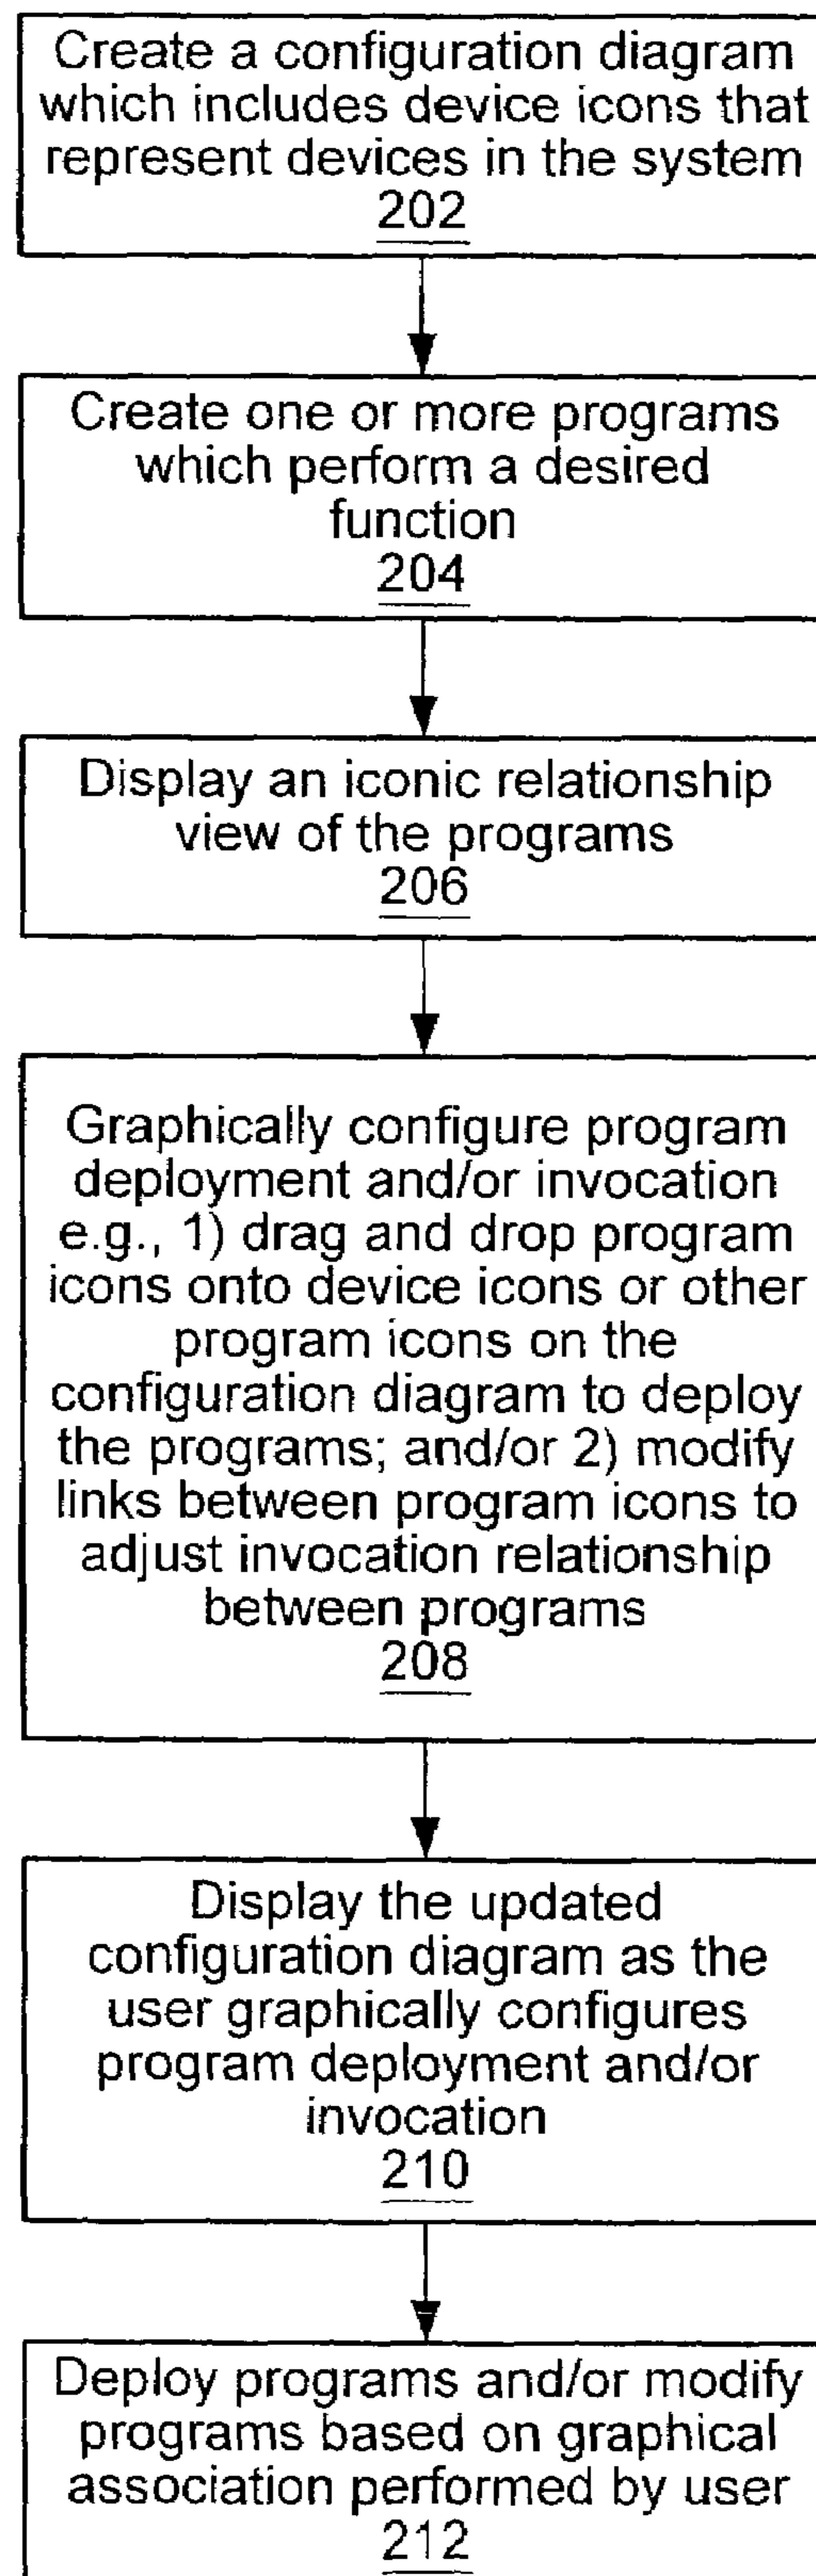 Create a configuration diagram
which includes device icons that
represent devices in the system
202
Create one or more programs
which perform a desired
function
204
Display an iconic relationship
view of the programs
206
Graphically configure program
deployment and/or invocation
e.g., 1) drag and drop program
icons onto device icons or other
program icons on the
configuration diagram to deploy
the programs; and/or 2) modify
links between program icons to
adjust invocation relationship
between programs
208
Display the updated
configuration diagram as the
user graphically configures
program deployment and/or
invocation
210
Deploy programs and/or modify
programs based on graphical
association performed by user
212